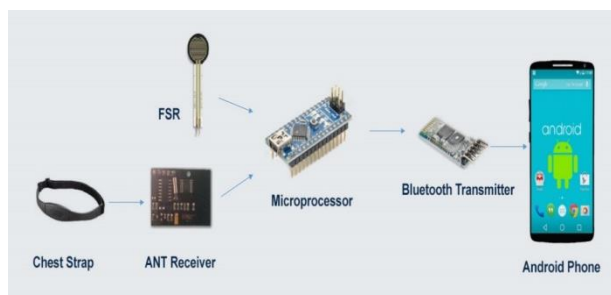 FSR
Microprocessor
Bluetooth Transmitter
Chest Strap
ANT Receiver
Android Phone
android